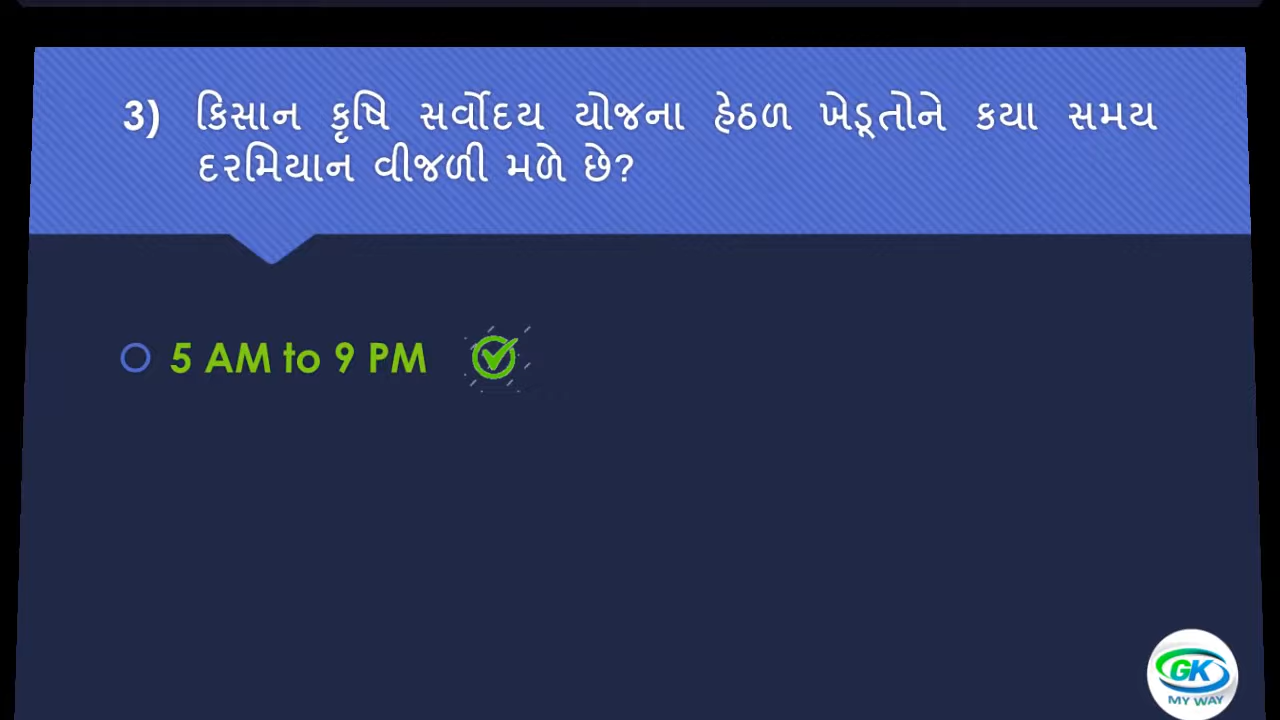 3) કિસાન કૃષિ સર્વોદય યોજના હેઠળ ખેડૂતોને કયા સમય
દરમિયાન વીજળી મળે છે?
5 AM to 9 PM
GK
MY WAY